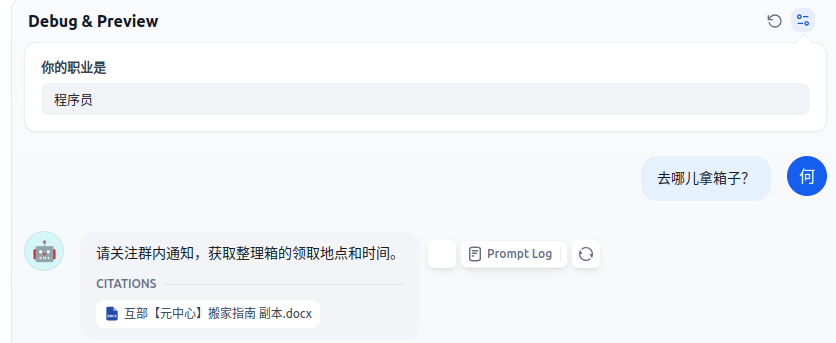 Debug & Preview
你的职业是
程序员
去哪儿拿箱子?
何
请关注群内通知，获取整理箱的领取地点和时间。
Prompt Log
CITATIONS
互部【元中心】搬家指南 副本.docx